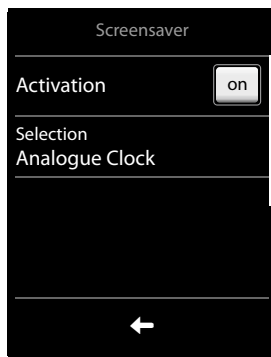 Screensaver
Activation
on
Selection
Analogue Clock